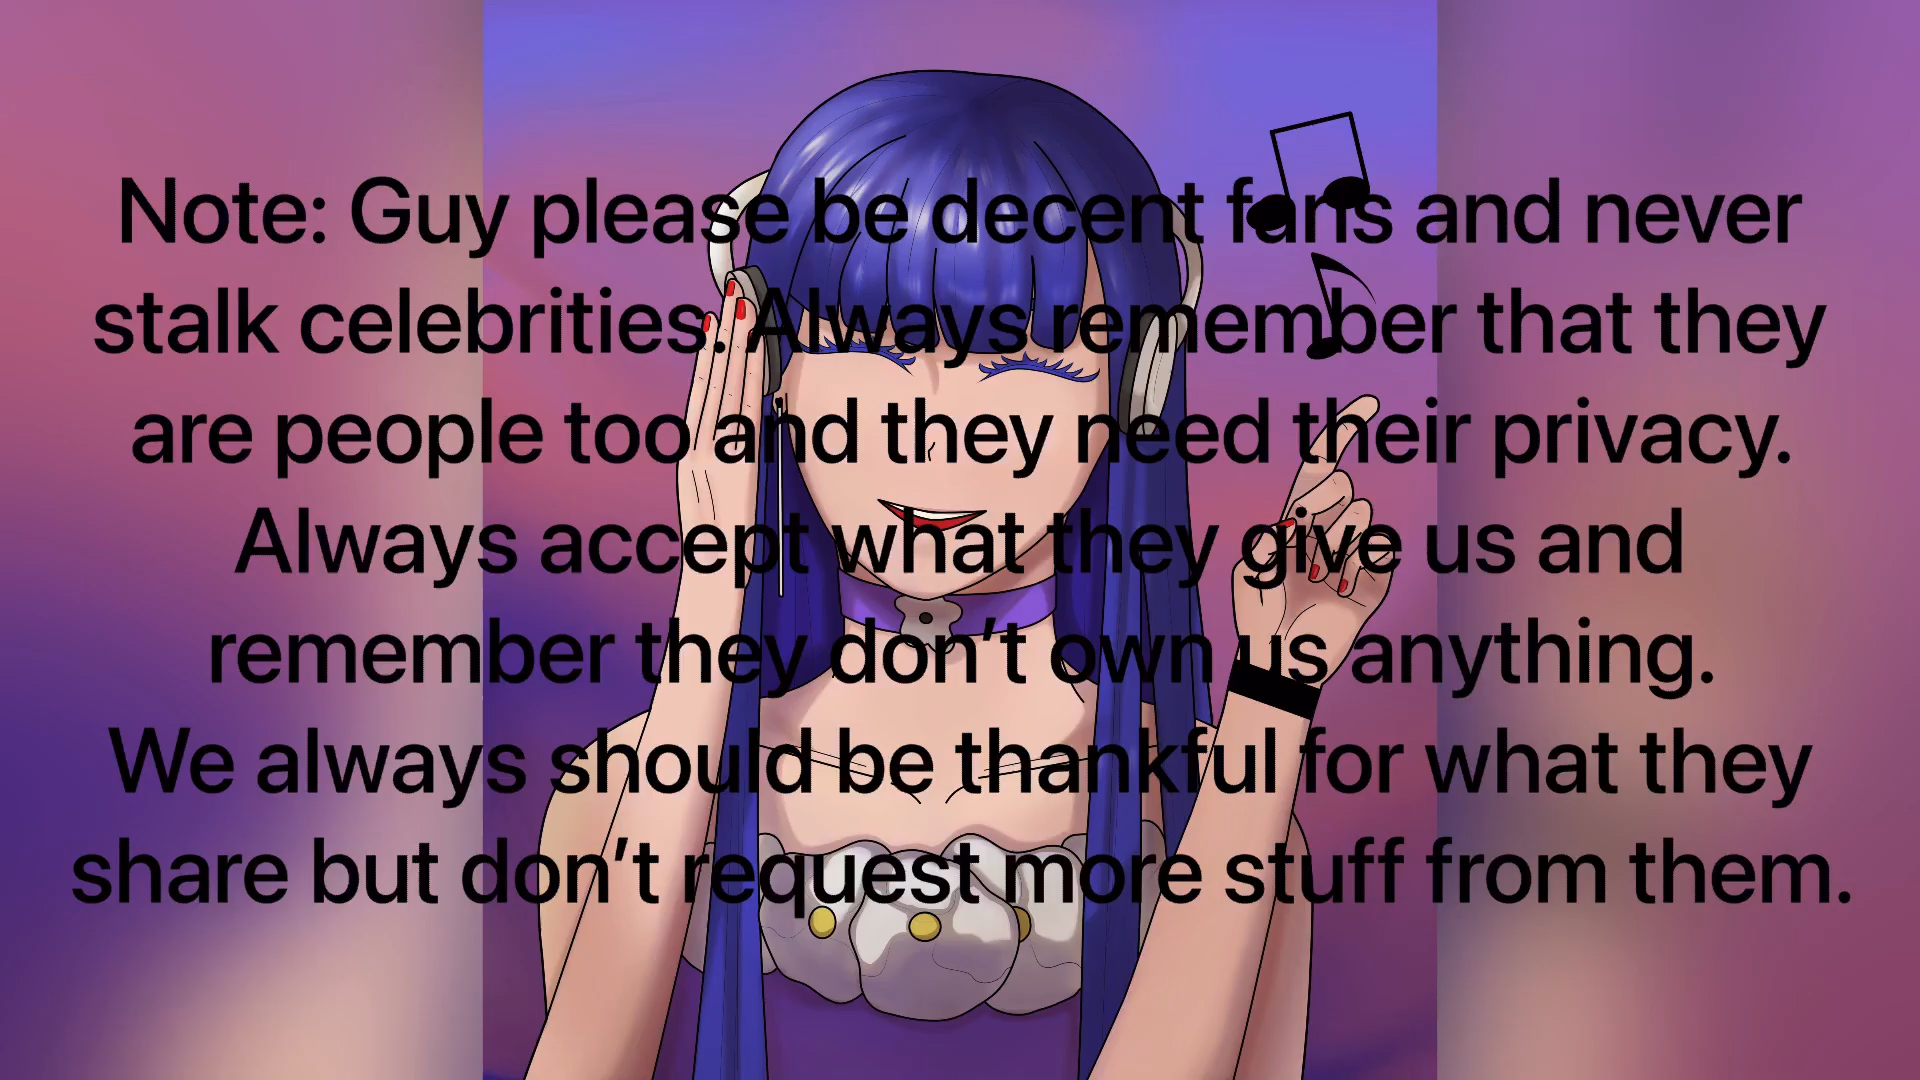 Note: Guy please be decent fans and never
stalk celebrities. Always remember that they
are people too and they need their privacy.
Always accept what they give us and
remember they don’t own us anything.
We always should be thankful for what they
share but don’t request more stuff from them.